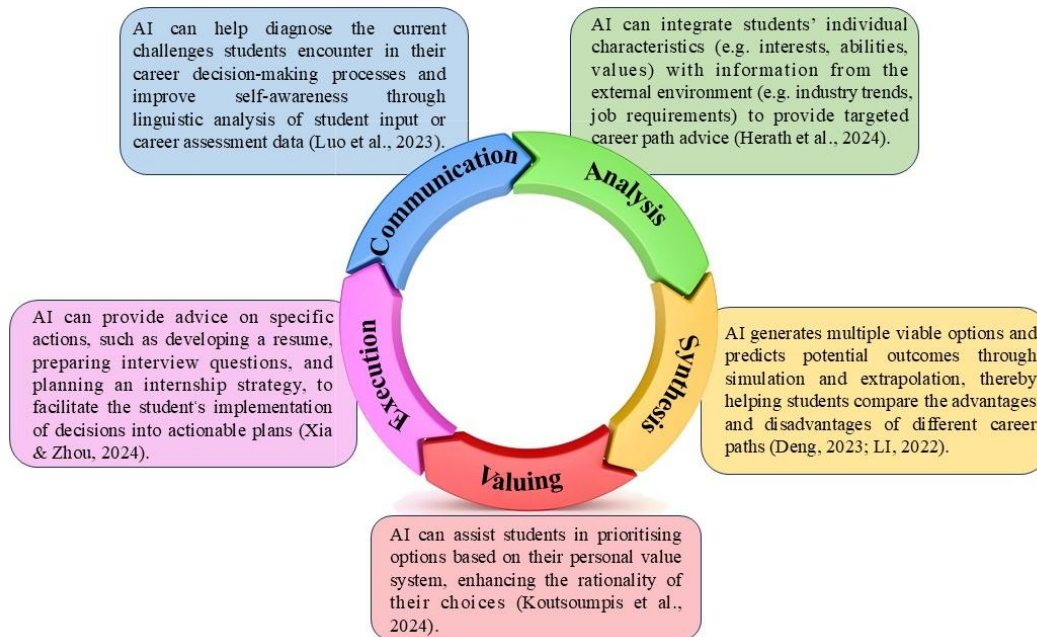 AI can help diagnose the current
challenges students encounter in their
career decision-making processes and
improve self-awareness through
linguistic analysis of student input or
career assessment data (Luo et al., 2023).
AI can integrate students’ individual
characteristics (e.g. interests, abilities,
values) with information from the
external environment (e.g. industry trends,
job requirements) to provide targeted
career path advice (Herath et al., 2024).
Communication
Analysis
AI can provide advice on specific
actions, such as developing a resume,
preparing interview questions, and
planning an internship strategy, to
facilitate the student's implementation
of decisions into actionable plans (Xia
& Zhou, 2024).
Execution
Synthesis
AI generates multiple viable options and
predicts potential outcomes through
simulation and extrapolation, thereby
helping students compare the advantages
and disadvantages of different career
paths (Deng, 2023; LI, 2022).
Valuing
AI can assist students in prioritising
options based on their personal value
system, enhancing the rationality of
their choices (Koutsoumpis et al.,
2024).